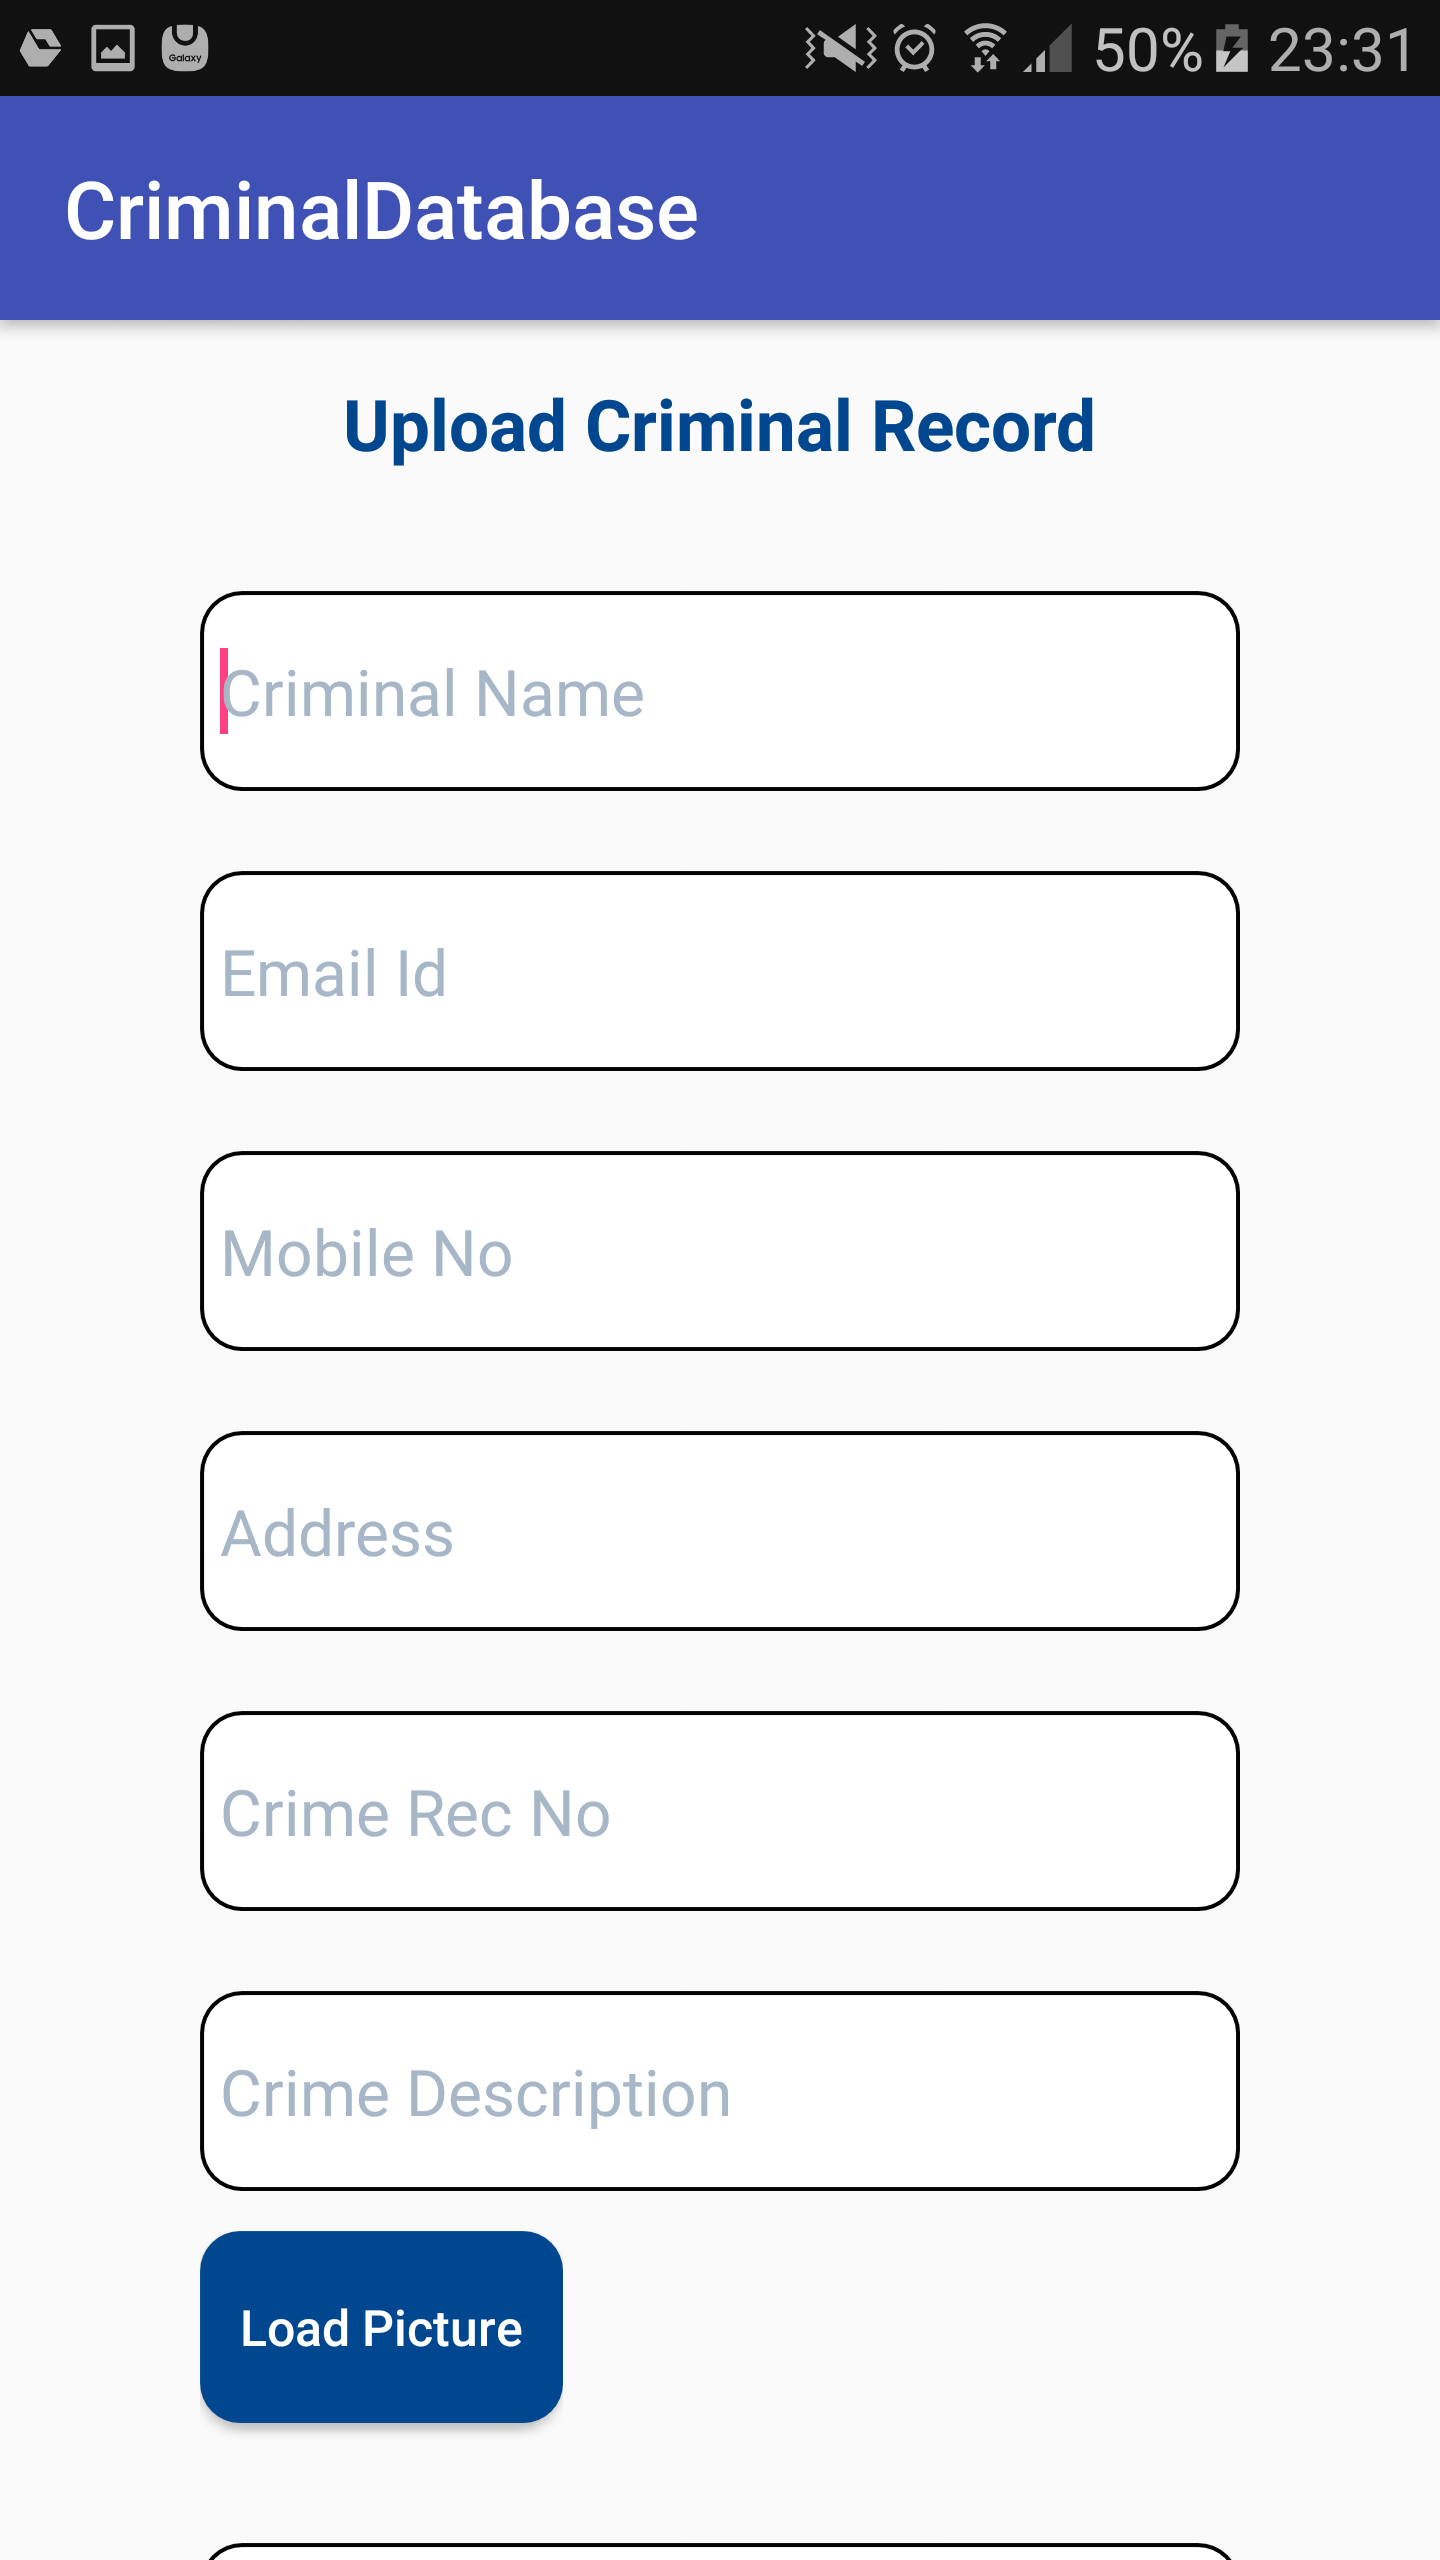 Galaxy
50% 23:31
CriminalDatabase
Upload Criminal Record
Criminal Name
Email Id
Mobile No
Address
Crime Rec No
Crime Description
Load Picture